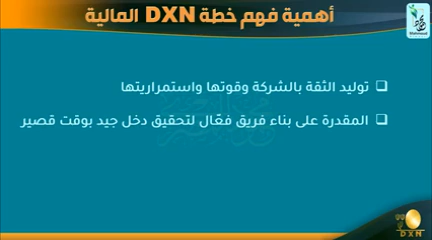 أهمية فهم خطة DXN المالية
توليد الثقة بالشركة وقوتها واستمراريتها
المقدرة على بناء فريق فعّال لتحقيق دخل جيد بوقت قصير
DXN